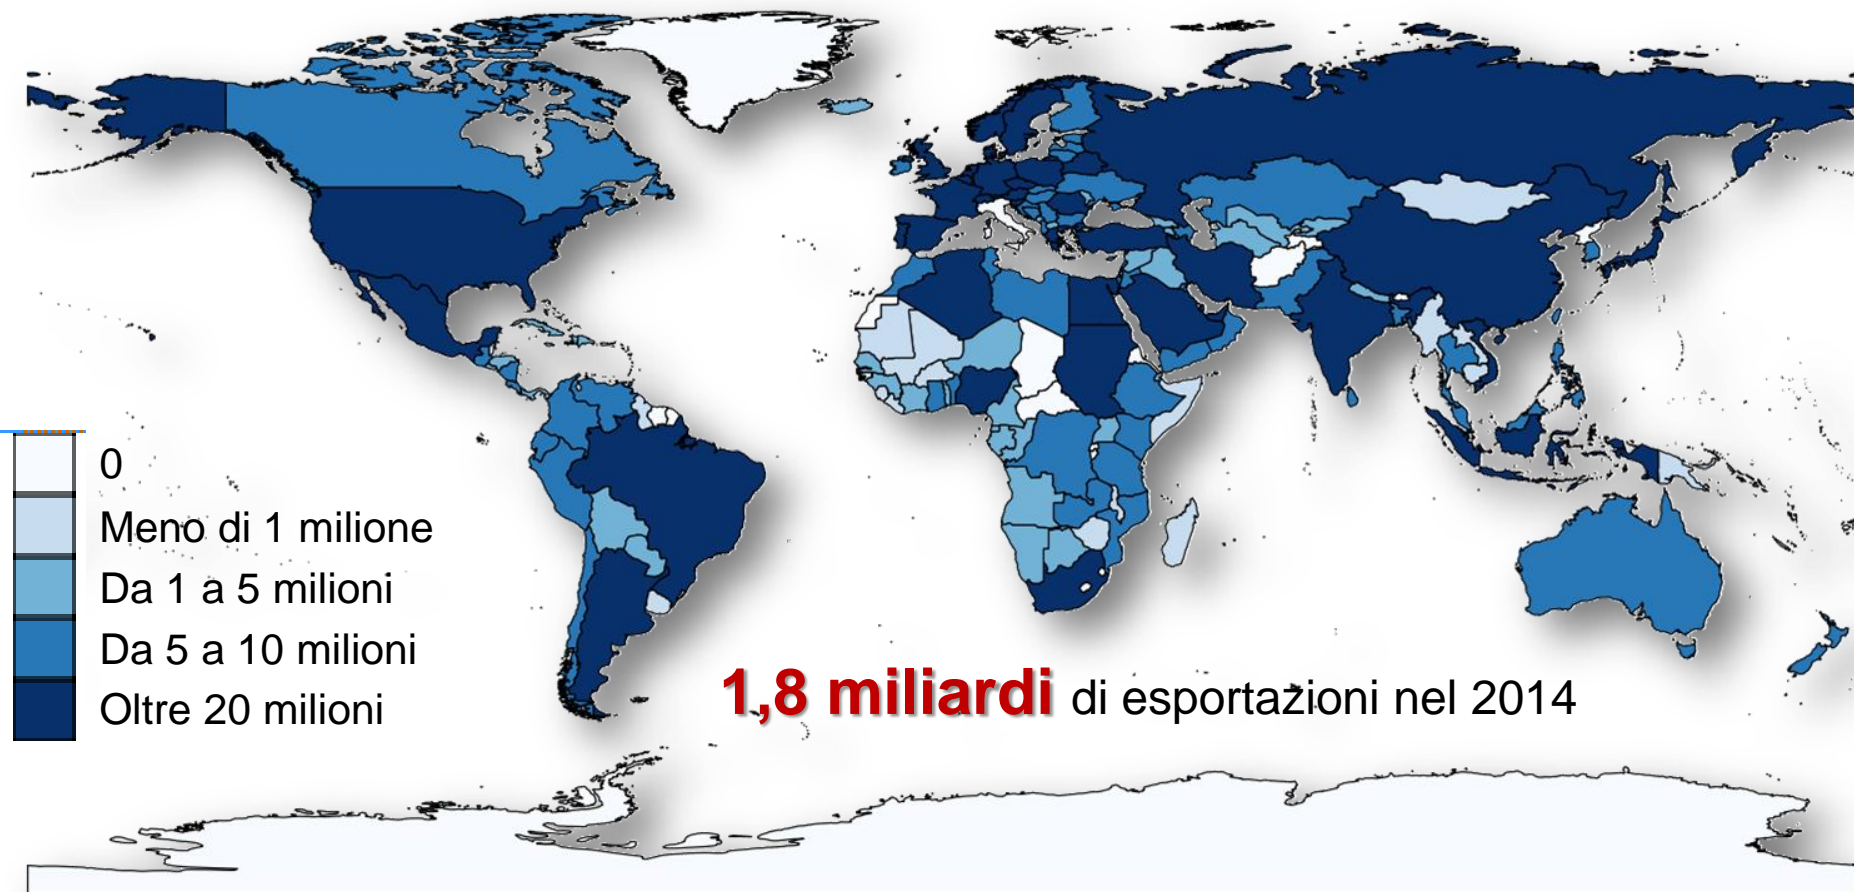 0
Meno di 1 milione
Da 1 a 5 milioni
Da 5 a 10 milioni
Oltre 20 milioni
1,8 miliardi di esportazioni nel 2014